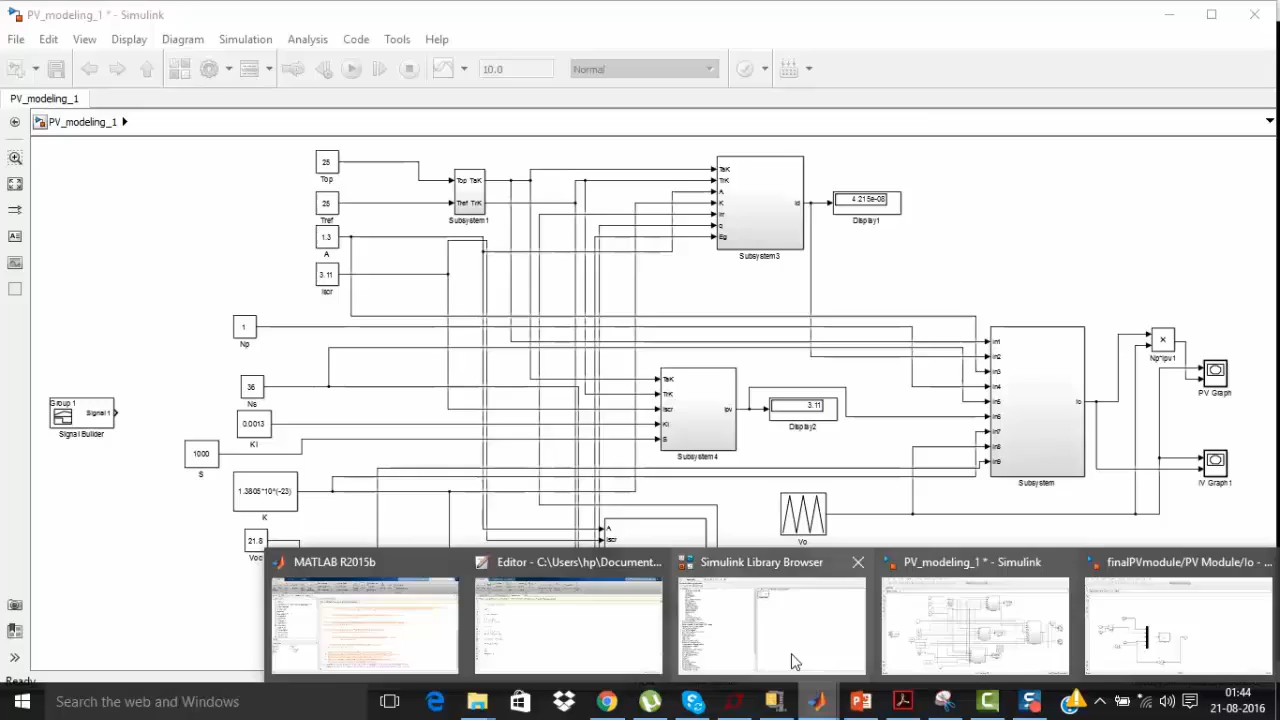 PV_modeling_1 * - Simulink
File Edit View Display Diagram Simulation Analysis Code Tools Help
10.0 Normal
PV_modeling_1
PV_modeling_1
25
Top
25
Tref
1.3
A
3.11
Iscr
Top TaK
Tref TrK
Subsystem1
TaK
TrK
A
K
Irr
q
Eg
Id
Subsystem3
4.215e-08
Display1
1
Np
36
Ns
0.0013
KI
1000
S
1.3805*10^(-23)
K
21.8
Voc
Group 1
Signal 1
Signal Builder
TaK
TrK
Iscr
KI
S
Ipv
Subsystem4
3.11
Display2
In1
In2
In3
In4
In5
In6
In7
In8
In9
Io
Subsystem
×
Np*Ipv1
PV Graph
IV Graph1
Vo
A
Iscr
MATLAB R2015b
Editor - C:\Users\hp\Document...
Simulink Library Browser
PV_modeling_1 * - Simulink
finalPVmodule/PV Module/Io - ...
Ready
Search the web and Windows
01:44
21-08-2016